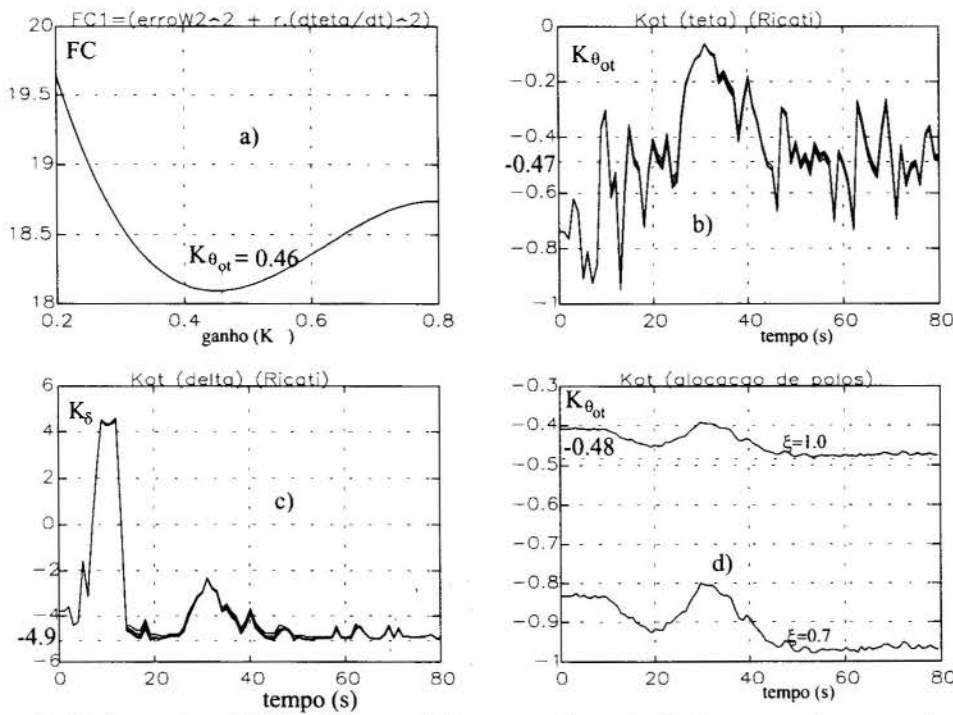 FC1=(erroW2^2 + r.(dteta/dt)^2)
20
19.5
19
18.5
18
FC
a)
Kθot = 0.46
0.2
0.4
0.6
0.8
ganho (K )
Kot (teta) (Ricati)
0
-0.2
-0.4
-0.47
-0.6
-0.8
-1
Kθot
b)
0
20
40
60
80
tempo (s)
Kot (delta) (Ricati)
6
4
2
0
-2
-4
-4.9
-6
Kδ
c)
0
20
40
60
80
tempo (s)
Kot (alocacao de polos)
-0.3
-0.4
-0.5
-0.6
-0.7
-0.8
-0.9
-1
Kθot
-0.48
ξ=1.0
d)
ξ=0.7
0
20
40
60
80
tempo (s)